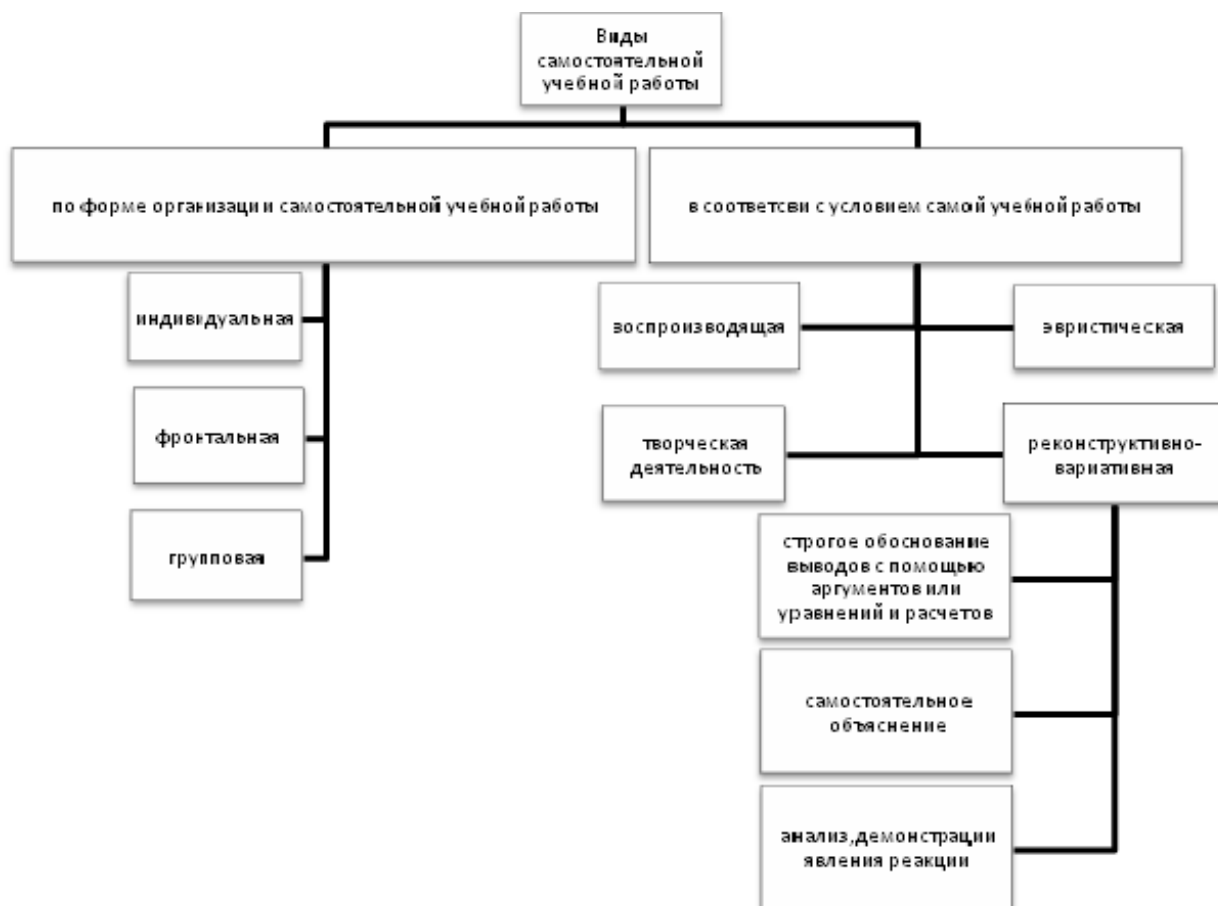 Виды
самостоятельной
учебной работы
по форме организации самостоятельной учебной работы
в соответсви с условием самой учебной работы
индивидуальная
воспроизводящая
эвристическая
фронтальная
творческая
деятельность
реконструктивно-
вариативная
групповая
строгое обоснование
выводов с помощью
аргументов или
уравнений и расчетов
самостоятельное
объяснение
анализ,демонстрации
явления реакции